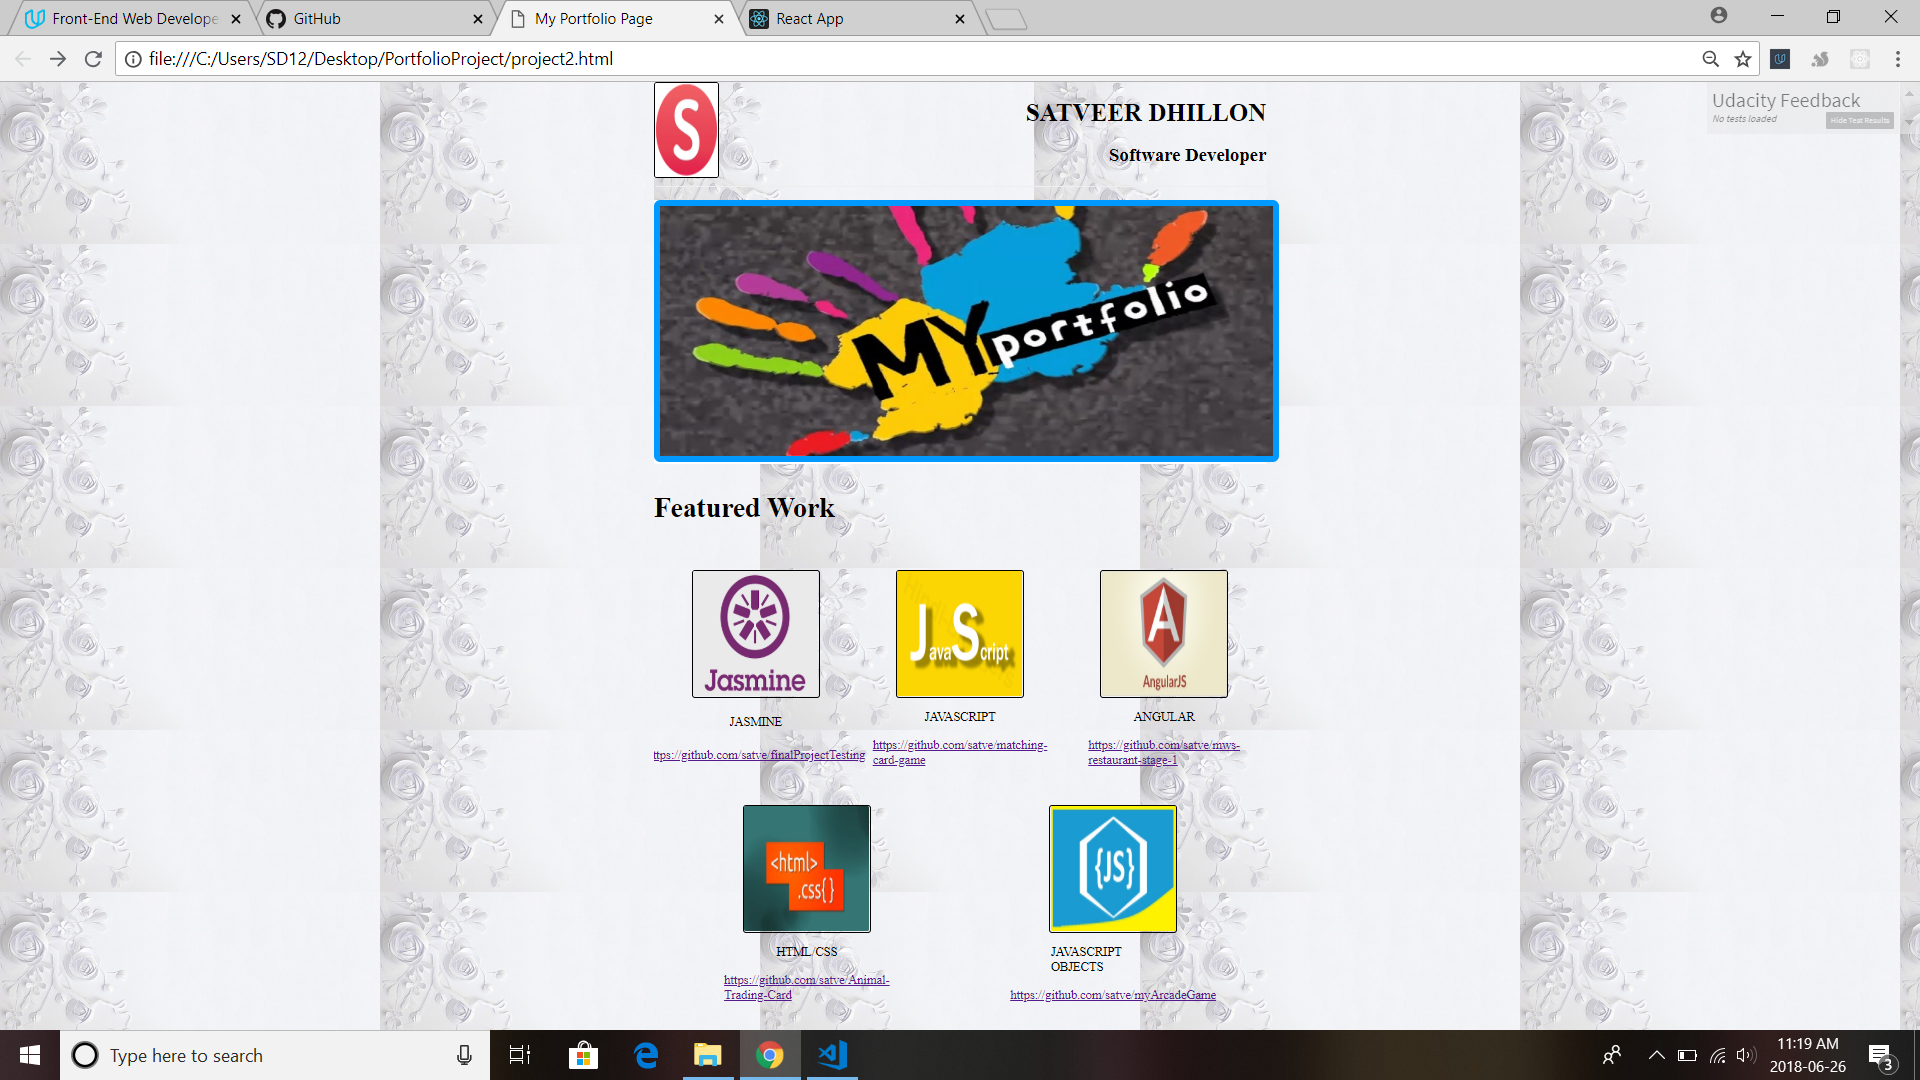 Front-End Web Develope
GitHub
My Portfolio Page
React App
file:///C:/Users/SD12/Desktop/PortfolioProject/project2.html
Udacity Feedback
No tests loaded
Hide Test Results
S
SATVEER DHILLON
Software Developer
MY portfolio
Featured Work
Jasmine
JavaScript
A
AngularJS
JASMINE
JAVASCRIPT
ANGULAR
ttps://github.com/satve/finalProjectTesting
https://github.com/satve/matching-
card-game
https://github.com/satve/mws-
restaurant-stage-1
<html>
.css{}
{JS}
HTML/CSS
JAVASCRIPT
OBJECTS
https://github.com/satve/Animal-
Trading-Card
https://github.com/satve/myArcadeGame
Type here to search
11:19 AM
2018-06-26
3